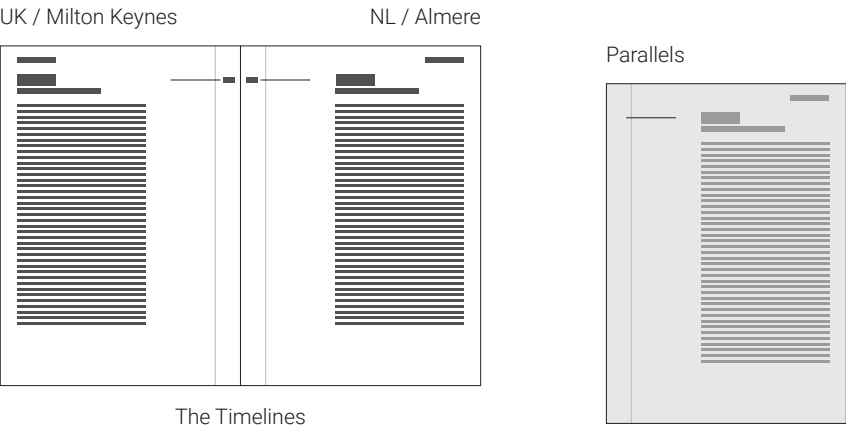 UK / Milton Keynes
NL / Almere
Parallels
The Timelines